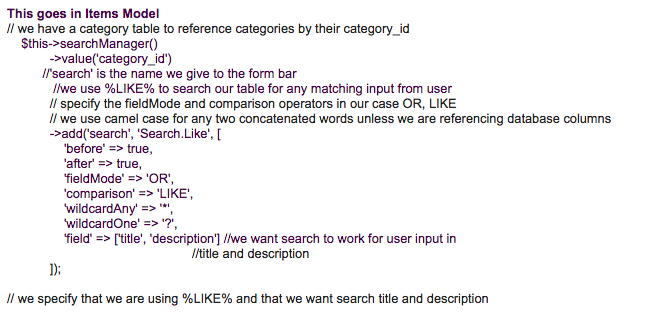 This goes in Items Model
// we have a category table to reference categories by their category_id
$this->searchManager()
->value('category_id')
//'search' is the name we give to the form bar
//we use %LIKE% to search our table for any matching input from user
// specify the fieldMode and comparison operators in our case OR, LIKE
// we use camel case for any two concatenated words unless we are referencing database columns
->add('search', 'Search.Like', [
'before' => true,
'after' => true,
'fieldMode' => 'OR',
'comparison' => 'LIKE',
'wildcardAny' => '*',
'wildcardOne' => '?',
'field' => ['title', 'description'] //we want search to work for user input in
//title and description
]);
// we specify that we are using %LIKE% and that we want search title and description